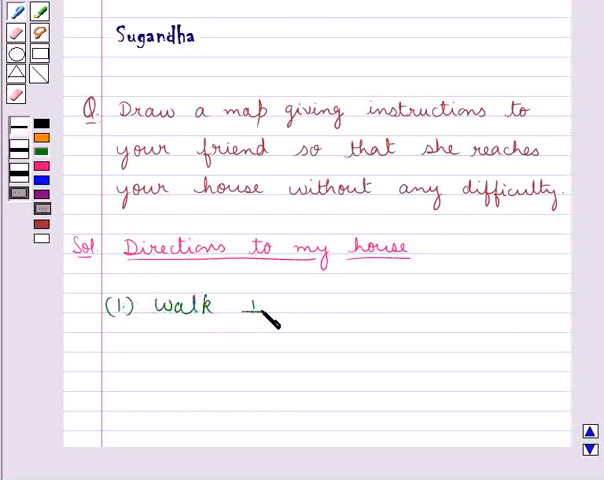 Sugandha
Q. Draw a map giving instructions to
your friend so that she reaches
your house without any difficulty.
Sol. Directions to my house
(1.) Walk